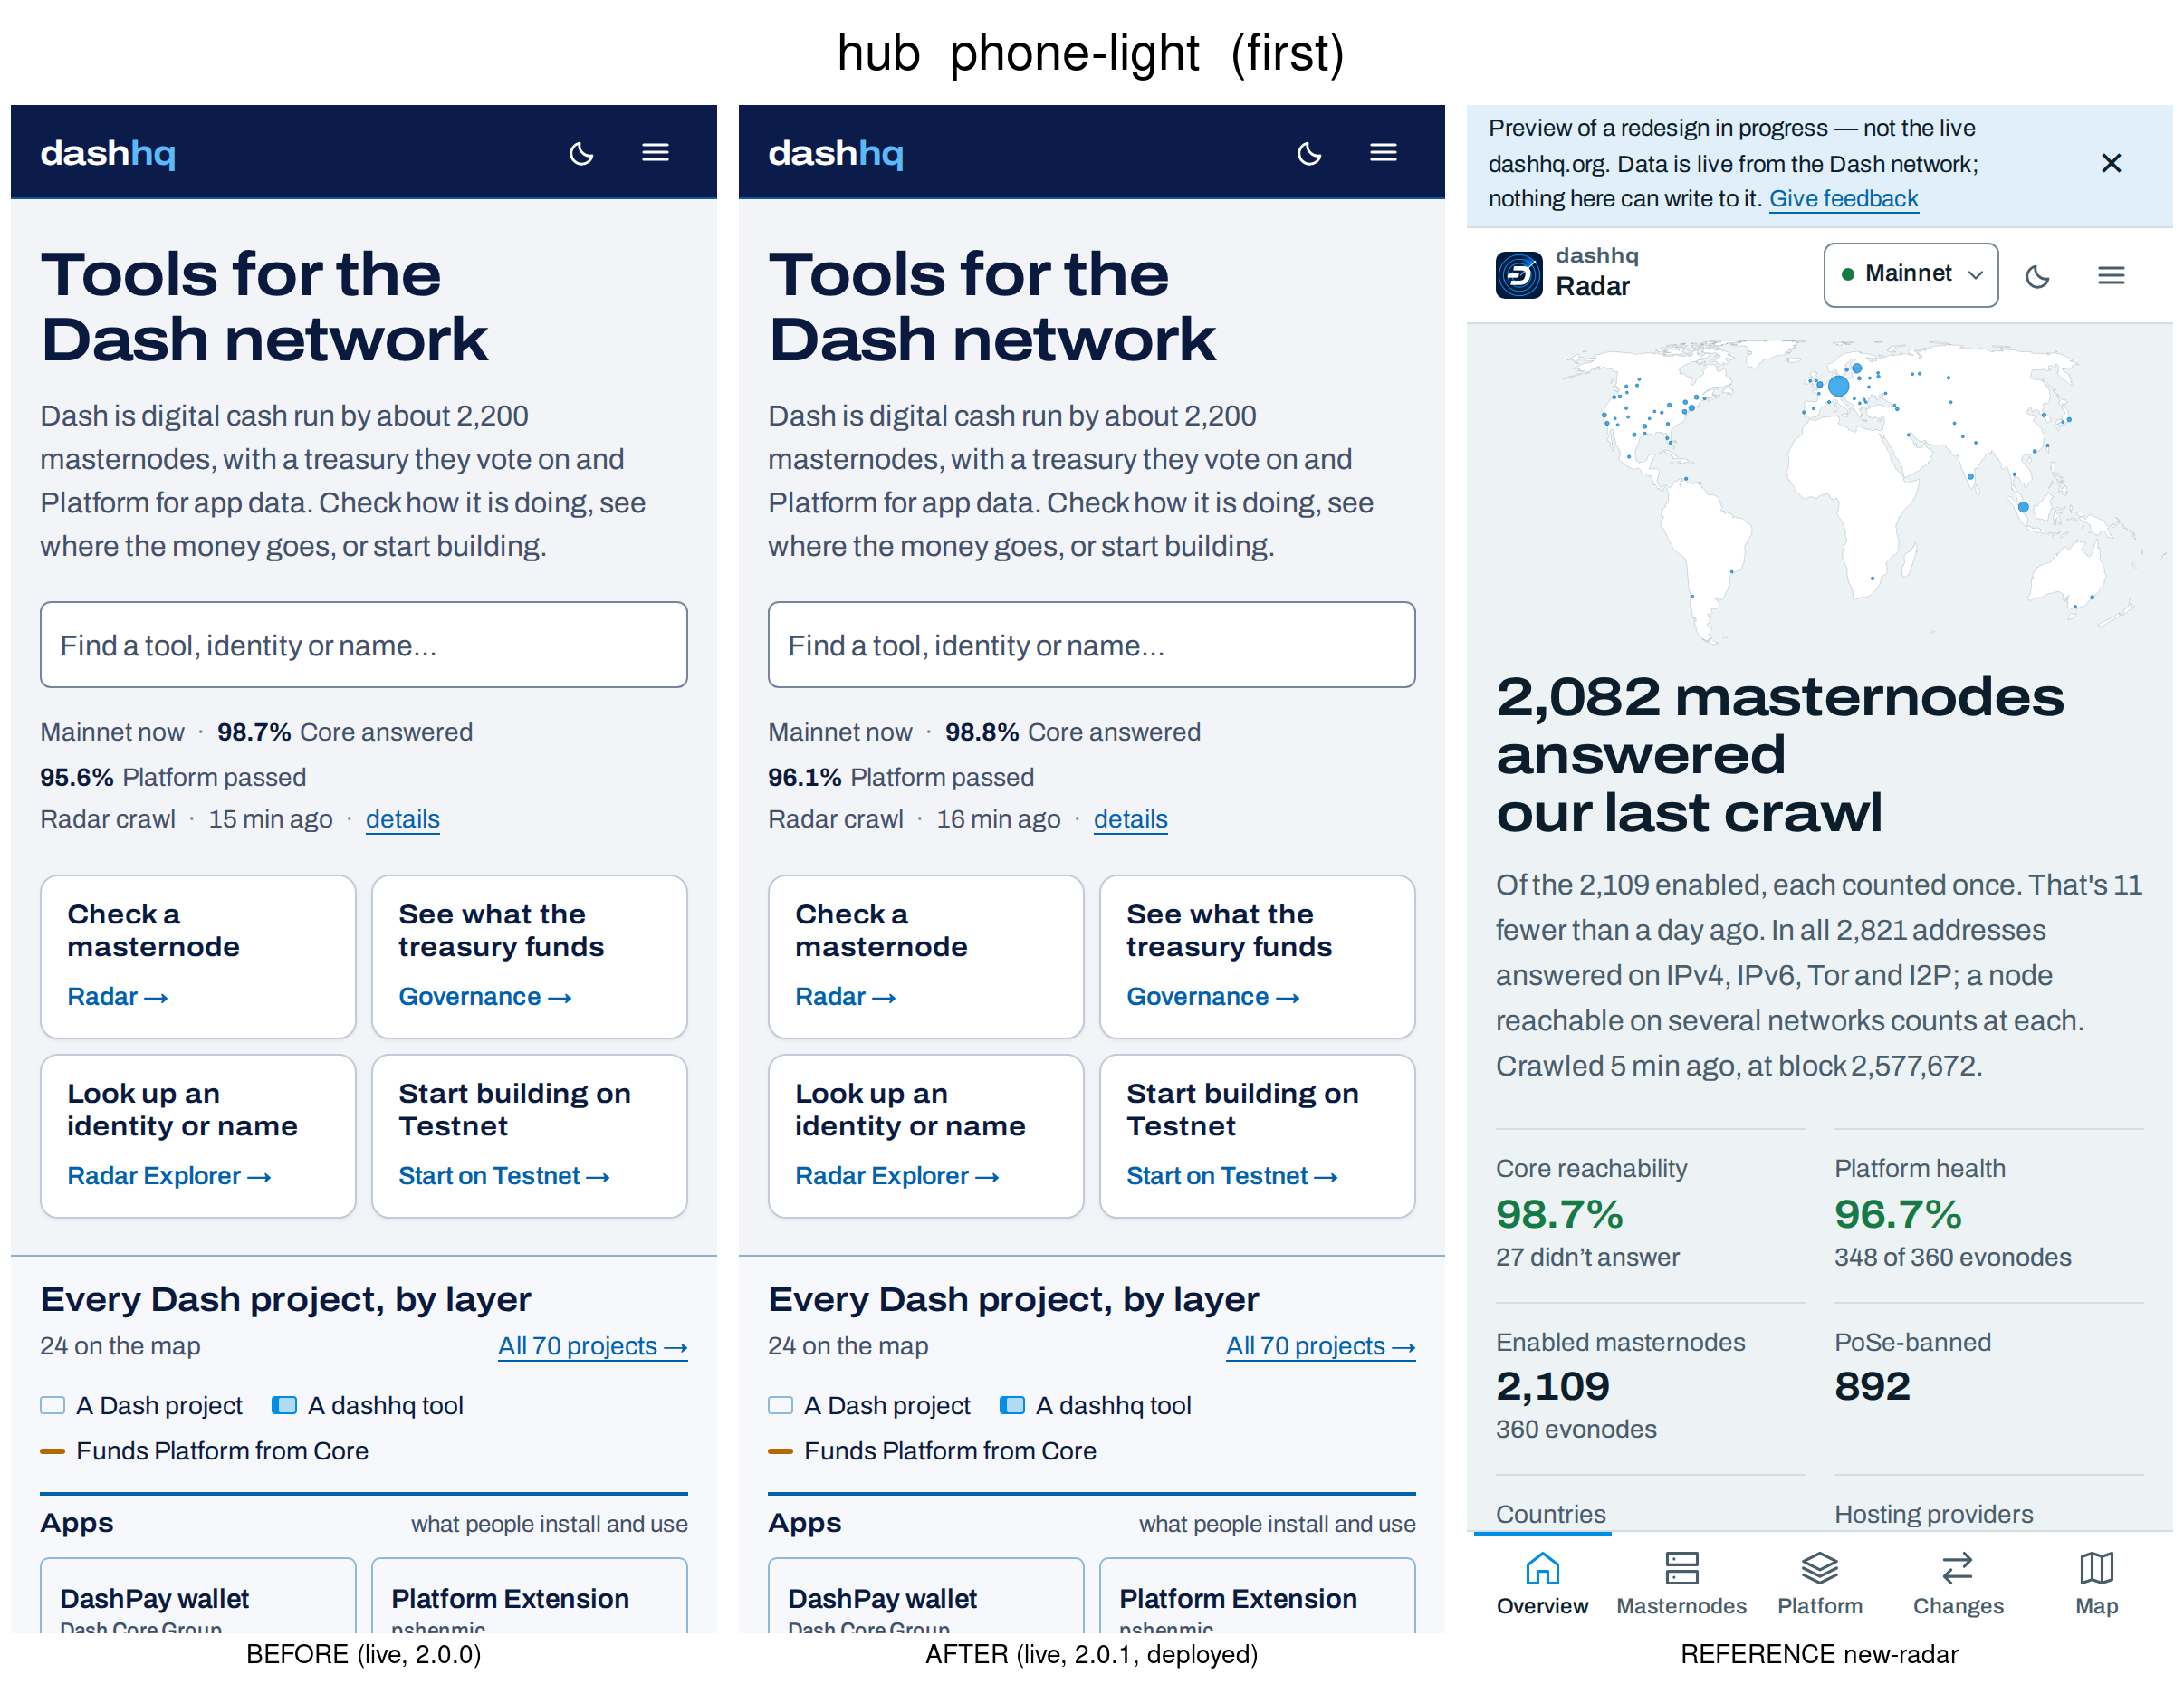 hub phone-light (first)
dashhq
Tools for the
Dash network
Dash is digital cash run by about 2,200
masternodes, with a treasury they vote on and
Platform for app data. Check how it is doing, see
where the money goes, or start building.
Find a tool, identity or name...
Mainnet now · 98.7% Core answered
95.6% Platform passed
Radar crawl · 15 min ago · details
Check a
masternode
Radar →
See what the
treasury funds
Governance →
Look up an
identity or name
Radar Explorer →
Start building on
Testnet
Start on Testnet →
Every Dash project, by layer
24 on the map
All 70 projects →
A Dash project
A dashhq tool
Funds Platform from Core
Apps
what people install and use
DashPay wallet
Dash Core Group
Platform Extension
pshenmic
BEFORE (live, 2.0.0)
dashhq
Tools for the
Dash network
Dash is digital cash run by about 2,200
masternodes, with a treasury they vote on and
Platform for app data. Check how it is doing, see
where the money goes, or start building.
Find a tool, identity or name...
Mainnet now · 98.8% Core answered
96.1% Platform passed
Radar crawl · 16 min ago · details
Check a
masternode
Radar →
See what the
treasury funds
Governance →
Look up an
identity or name
Radar Explorer →
Start building on
Testnet
Start on Testnet →
Every Dash project, by layer
24 on the map
All 70 projects →
A Dash project
A dashhq tool
Funds Platform from Core
Apps
what people install and use
DashPay wallet
Dash Core Group
Platform Extension
pshenmic
AFTER (live, 2.0.1, deployed)
Preview of a redesign in progress — not the live
dashhq.org. Data is live from the Dash network;
nothing here can write to it. Give feedback
dashhq
Radar
Mainnet
2,082 masternodes
answered
our last crawl
Of the 2,109 enabled, each counted once. That's 11
fewer than a day ago. In all 2,821 addresses
answered on IPv4, IPv6, Tor and I2P; a node
reachable on several networks counts at each.
Crawled 5 min ago, at block 2,577,672.
Core reachability
98.7%
27 didn’t answer
Platform health
96.7%
348 of 360 evonodes
Enabled masternodes
2,109
360 evonodes
PoSe-banned
892
Countries
Hosting providers
Overview
Masternodes
Platform
Changes
Map
REFERENCE new-radar